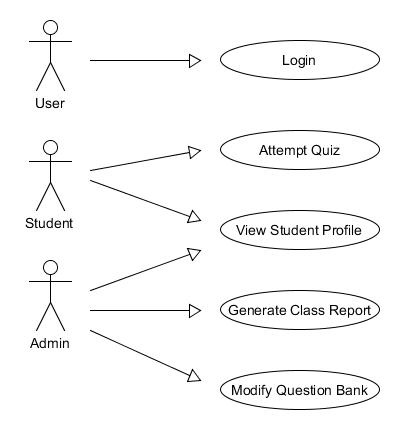 User
Login
Attempt Quiz
Student
View Student Profile
Admin
Generate Class Report
Modify Question Bank